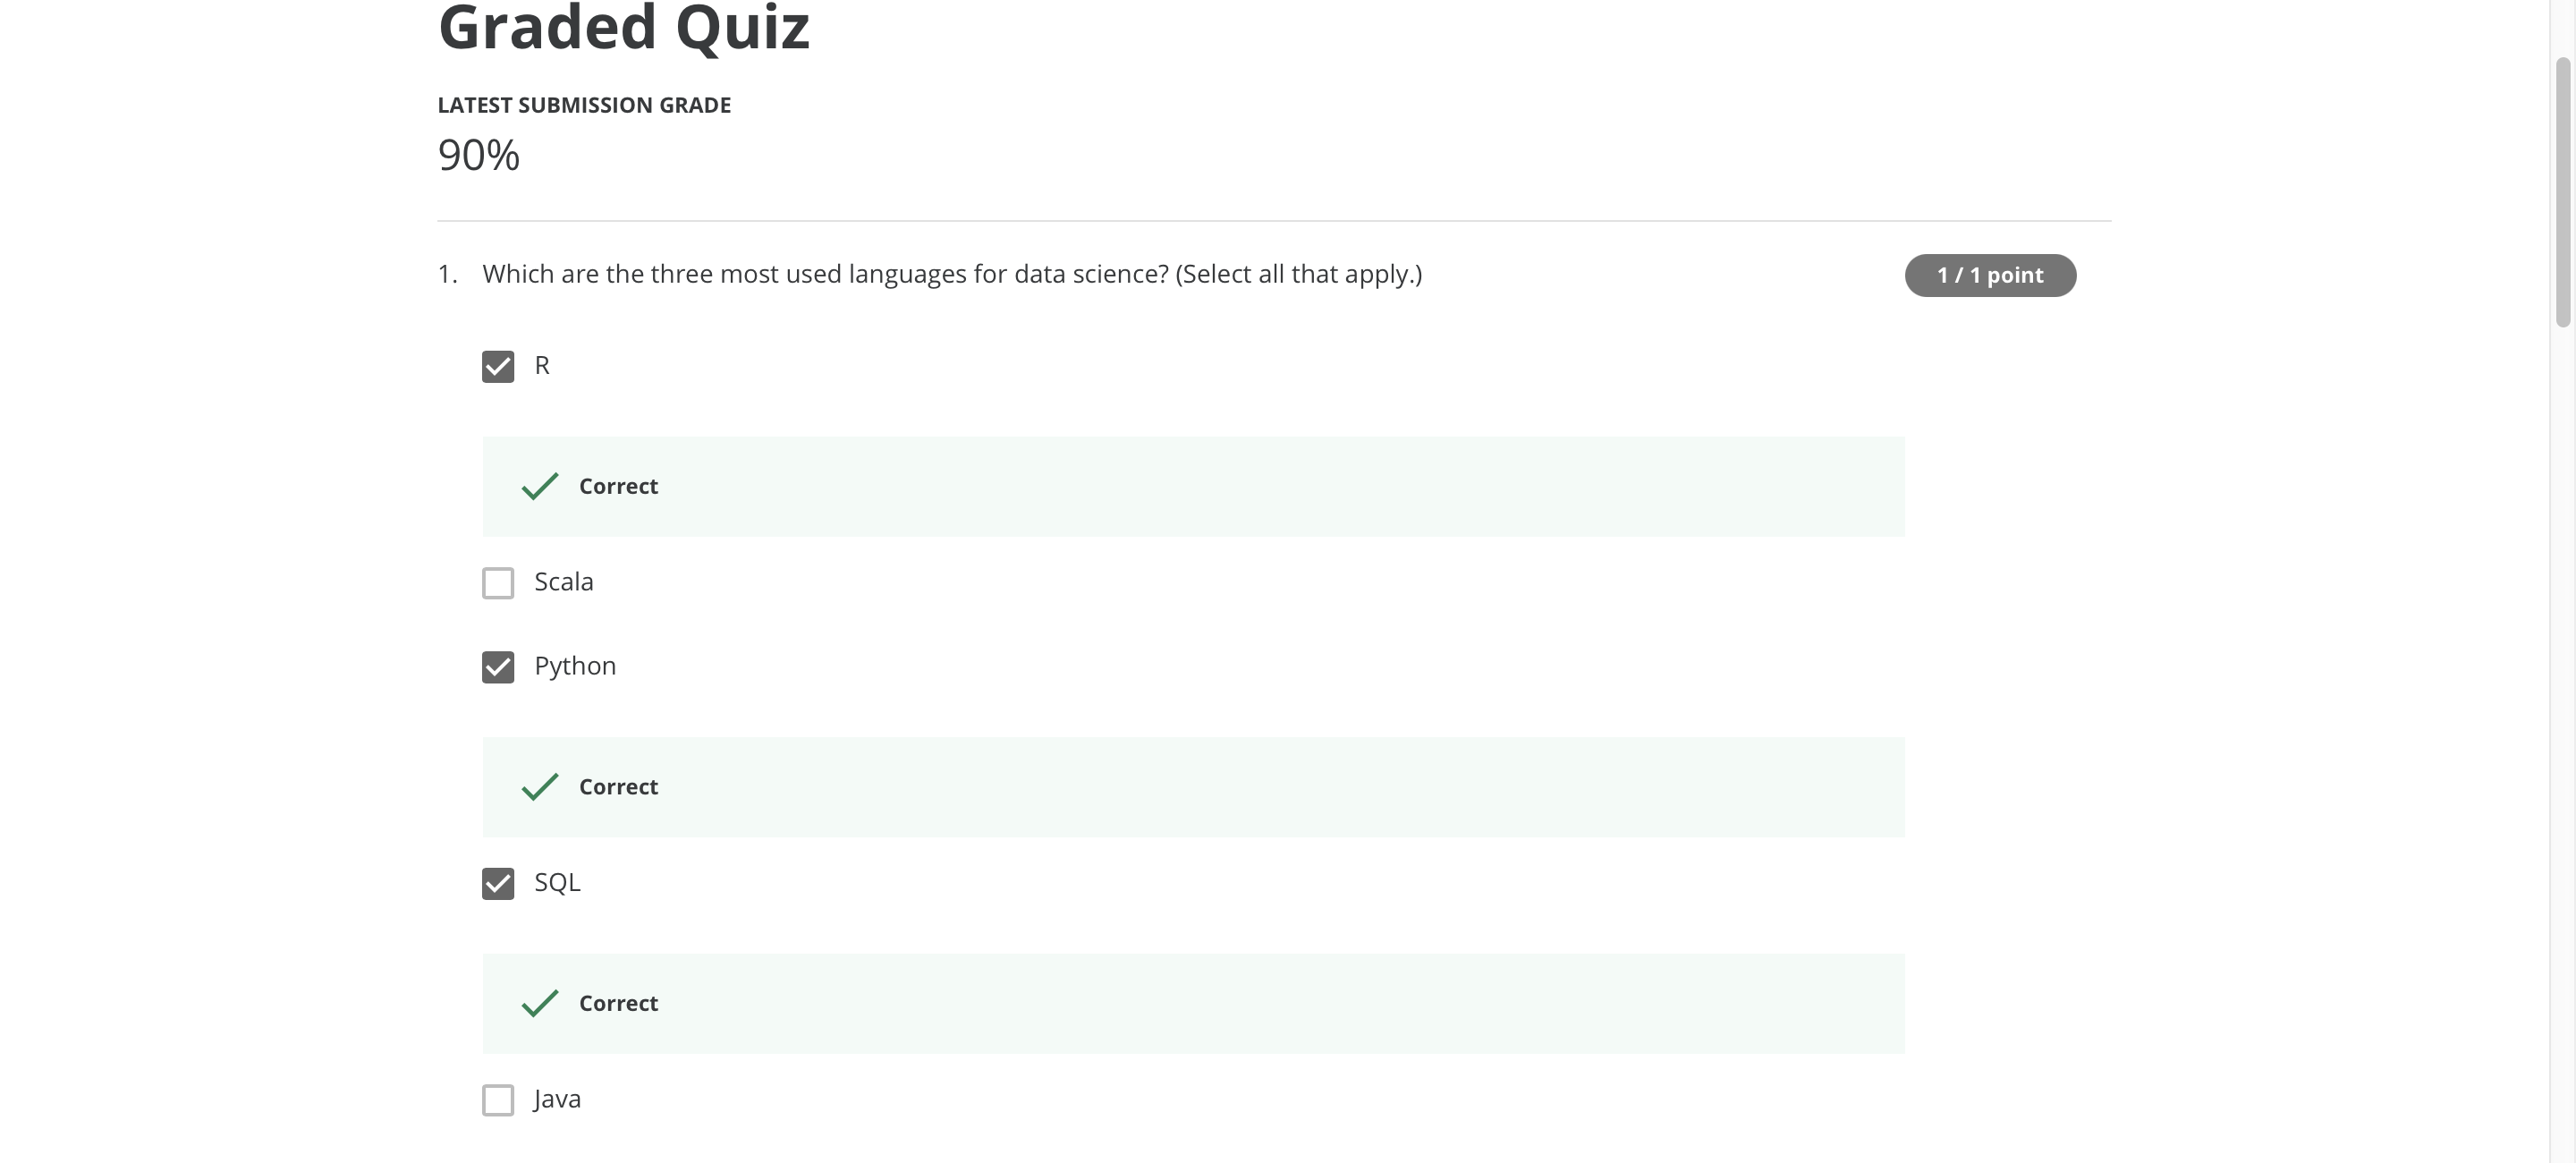 Graded Quiz
LATEST SUBMISSION GRADE
90%
1. Which are the three most used languages for data science? (Select all that apply.)
1 / 1 point
R
Correct
Scala
Python
Correct
SQL
Correct
Java